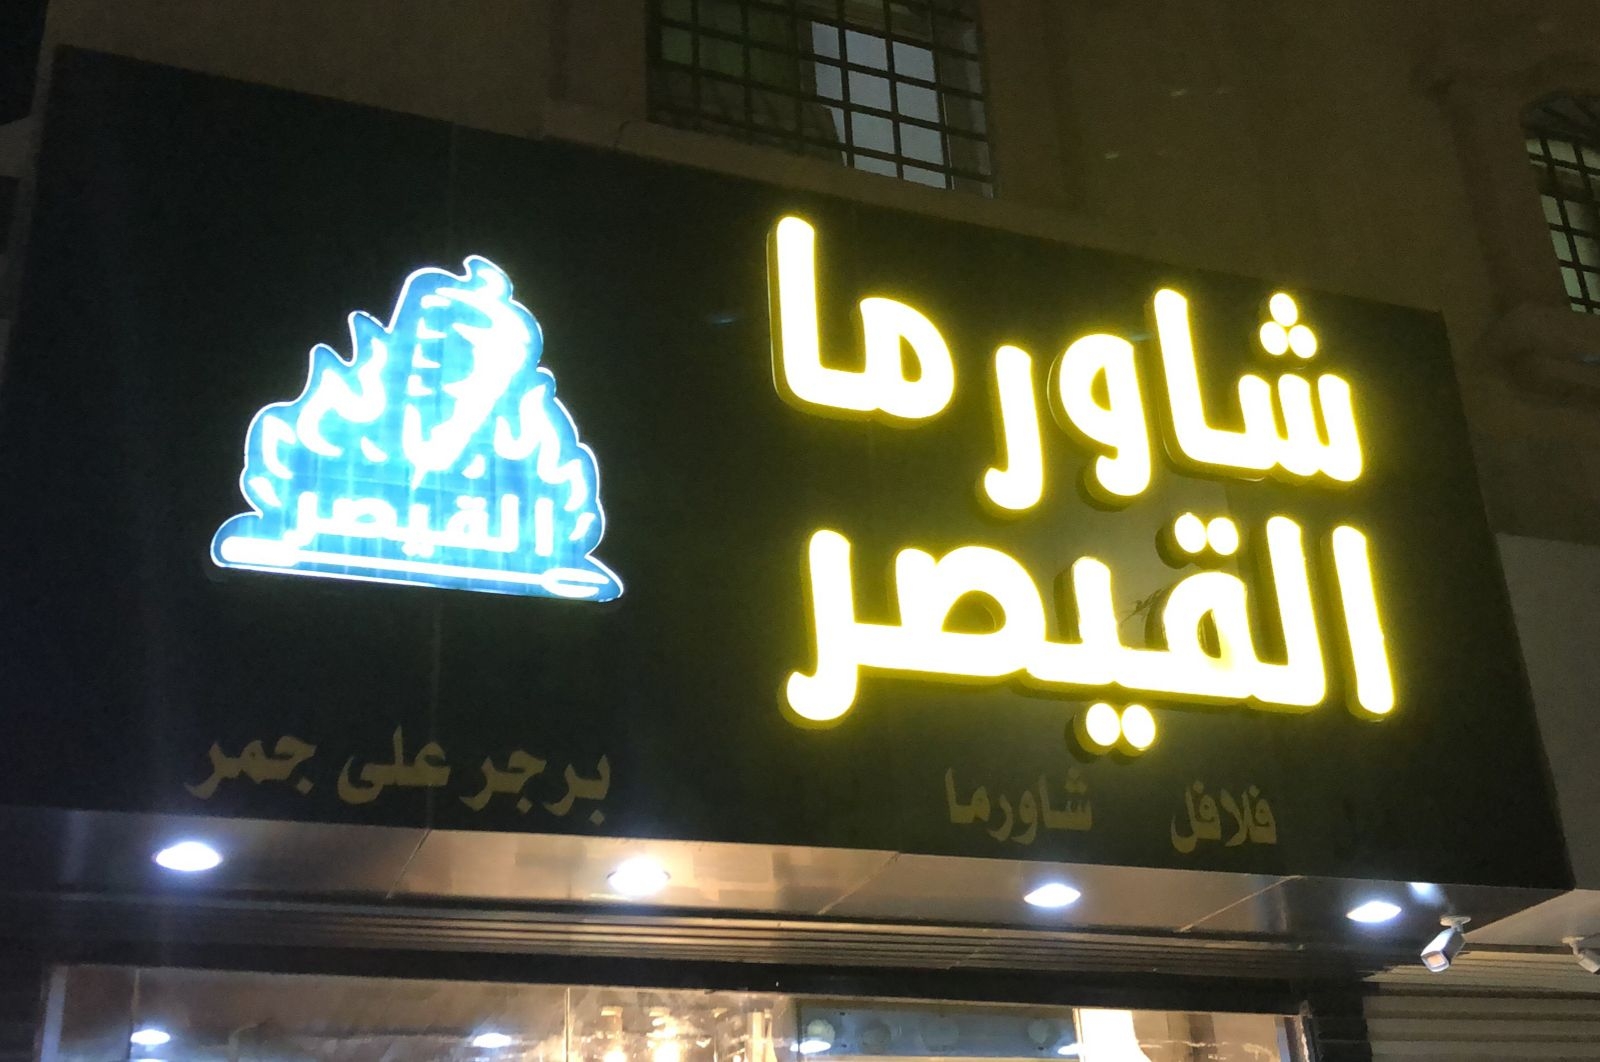 شاورما
القيصر
القيصر
فلافل شاورما
برجر على جمر